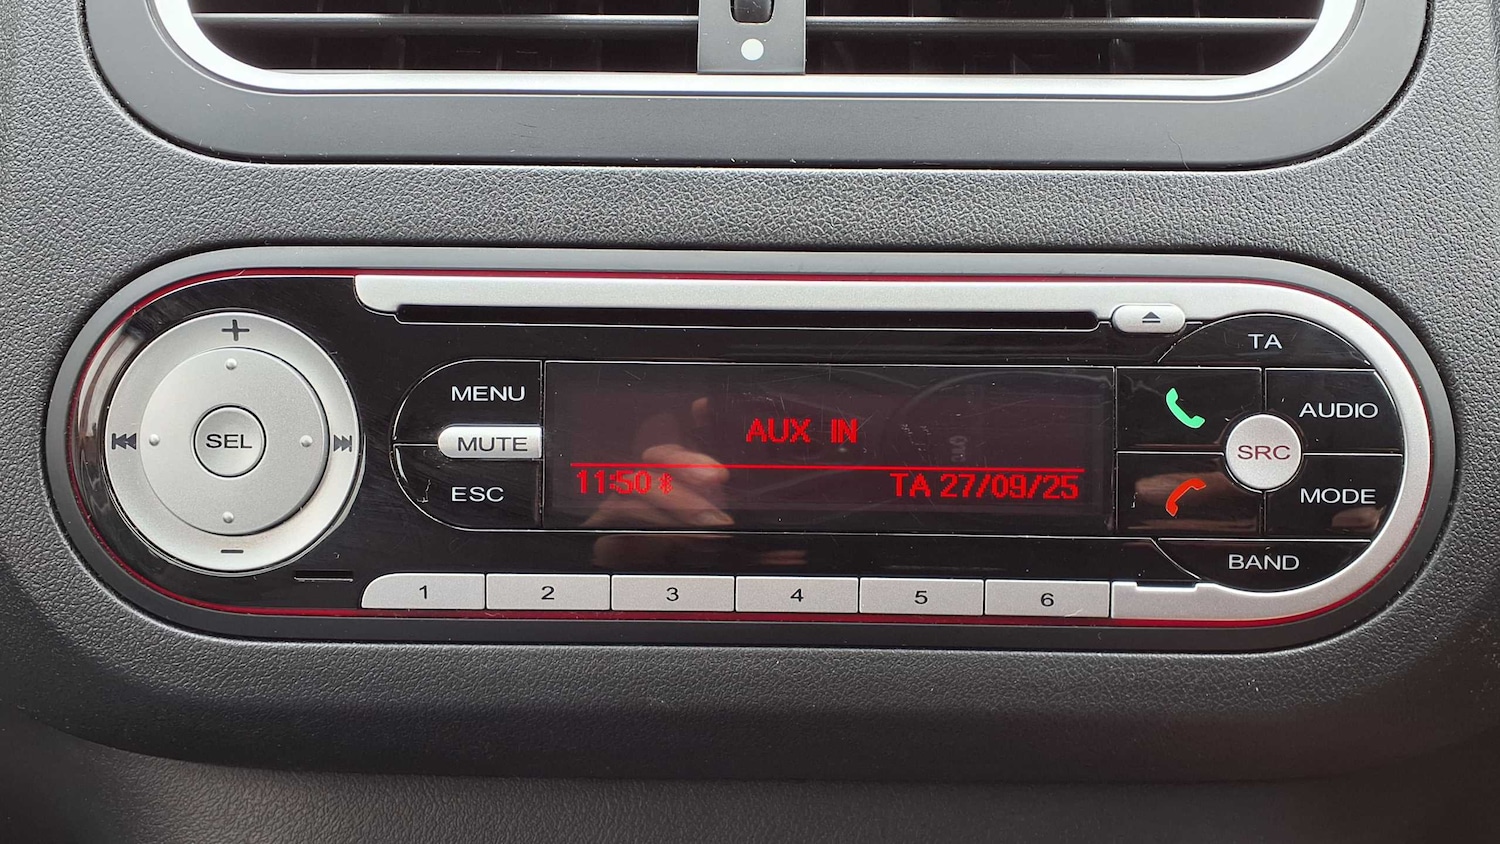 +
SEL
−
MENU
MUTE
ESC
AUX IN
11:50
TA 27/09/25
TA
AUDIO
SRC
MODE
BAND
1 2 3 4 5 6